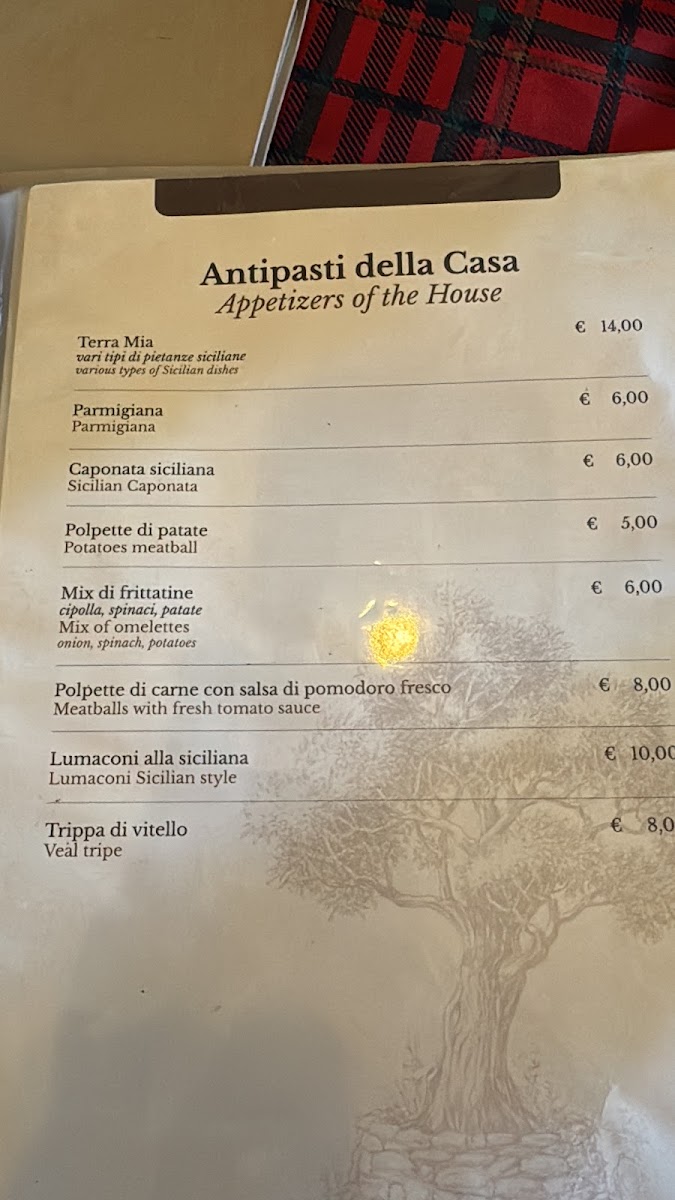 Antipasti della Casa
Appetizers of the House
Terra Mia € 14,00
vari tipi di pietanze siciliane
various types of Sicilian dishes
Parmigiana € 6,00
Parmigiana
Caponata siciliana € 6,00
Sicilian Caponata
Polpette di patate € 5,00
Potatoes meatball
Mix di frittatine € 6,00
cipolla, spinaci, patate
Mix of omelettes
onion, spinach, potatoes
Polpette di carne con salsa di pomodoro fresco € 8,00
Meatballs with fresh tomato sauce
Lumaconi alla siciliana € 10,00
Lumaconi Sicilian style
Trippa di vitello € 8,0
Veal tripe